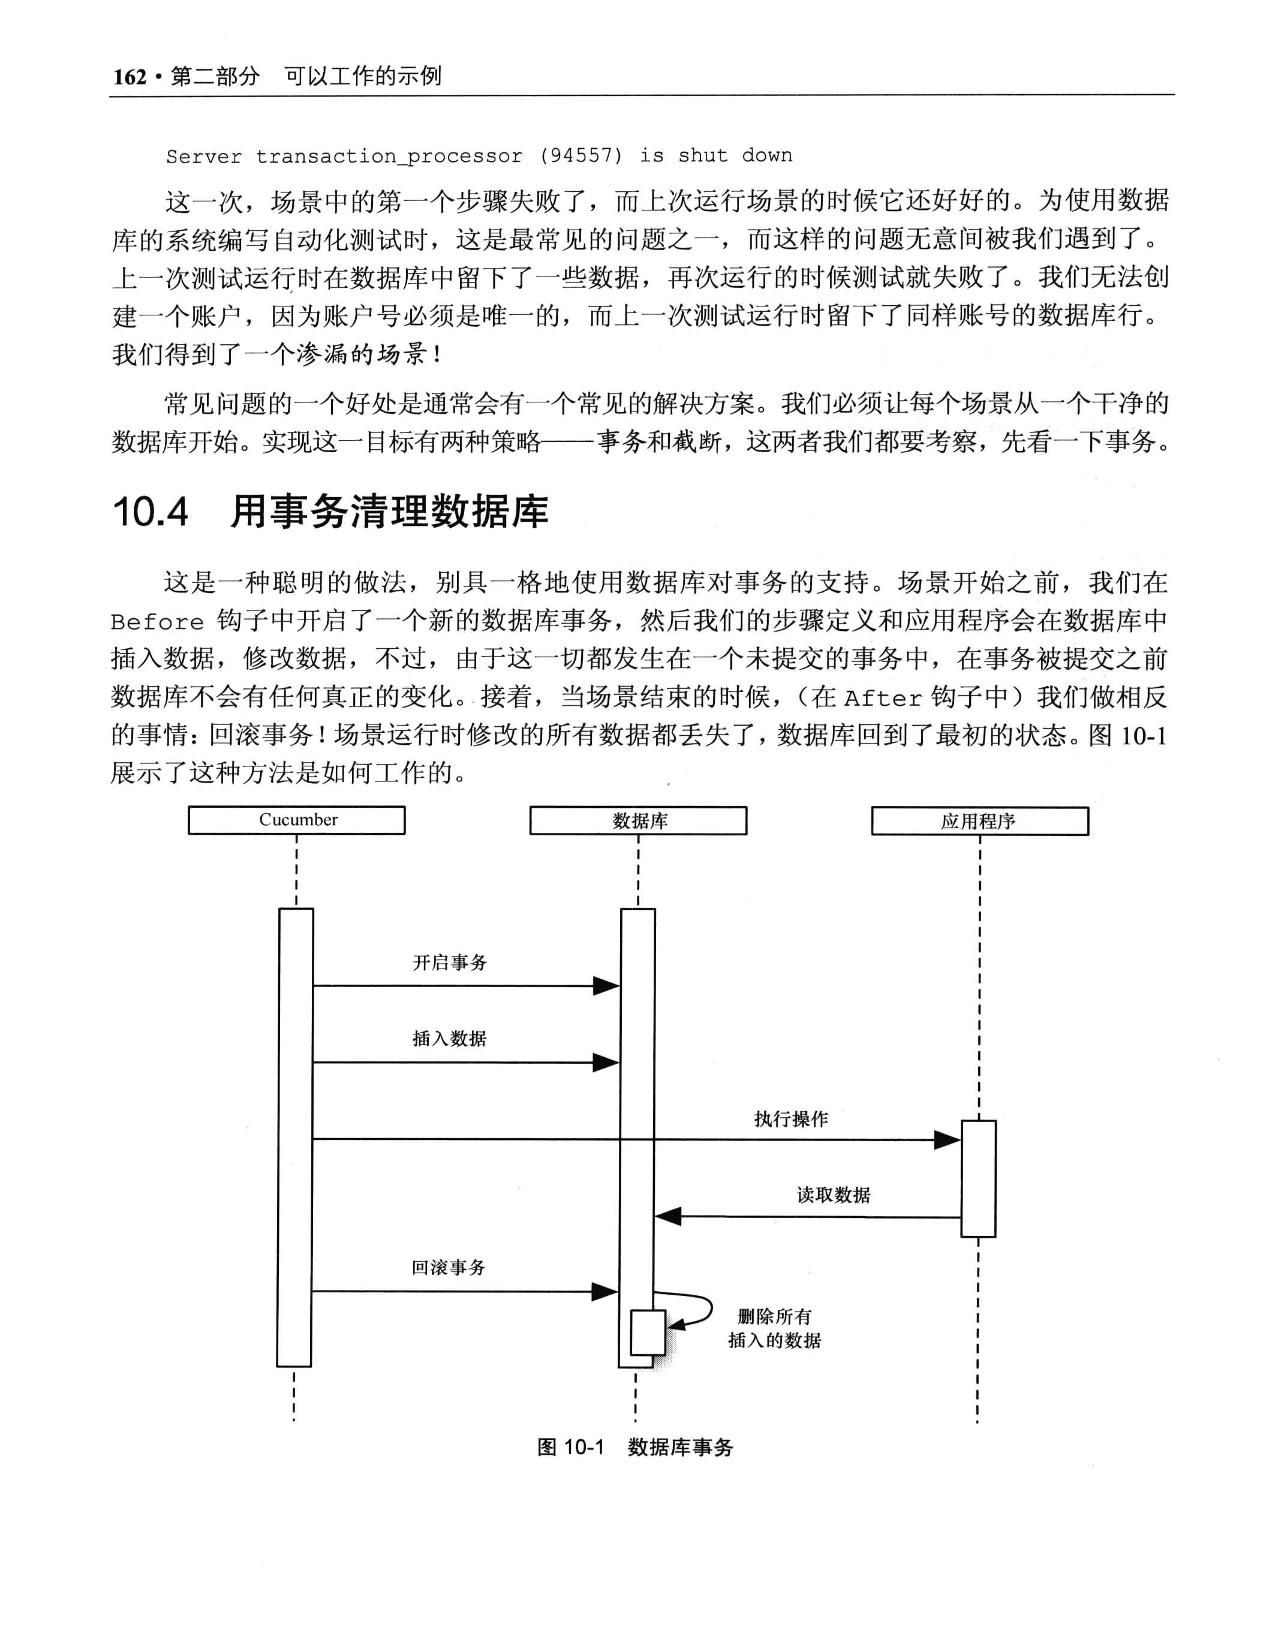 162·第二部分　可以工作的示例
Server transaction_processor (94557) is shut down
这一次，场景中的第一个步骤失败了，而上次运行场景的时候它还好好的。为使用数据
库的系统编写自动化测试时，这是最常见的问题之一，而这样的问题无意间被我们遇到了。
上一次测试运行时在数据库中留下了一些数据，再次运行的时候测试就失败了。我们无法创
建一个账户，因为账户号必须是唯一的，而上一次测试运行时留下了同样账号的数据库行。
我们得到了一个渗漏的场景！
常见问题的一个好处是通常会有一个常见的解决方案。我们必须让每个场景从一个干净的
数据库开始。实现这一目标有两种策略——事务和截断，这两者我们都要考察，先看一下事务。
10.4　用事务清理数据库
这是一种聪明的做法，别具一格地使用数据库对事务的支持。场景开始之前，我们在
Before 钩子中开启了一个新的数据库事务，然后我们的步骤定义和应用程序会在数据库中
插入数据，修改数据，不过，由于这一切都发生在一个未提交的事务中，在事务被提交之前
数据库不会有任何真正的变化。接着，当场景结束的时候，（在 After 钩子中）我们做相反
的事情：回滚事务！场景运行时修改的所有数据都丢失了，数据库回到了最初的状态。图 10-1
展示了这种方法是如何工作的。
Cucumber
数据库
应用程序
开启事务
插入数据
执行操作
读取数据
回滚事务
删除所有
插入的数据
图 10-1　数据库事务